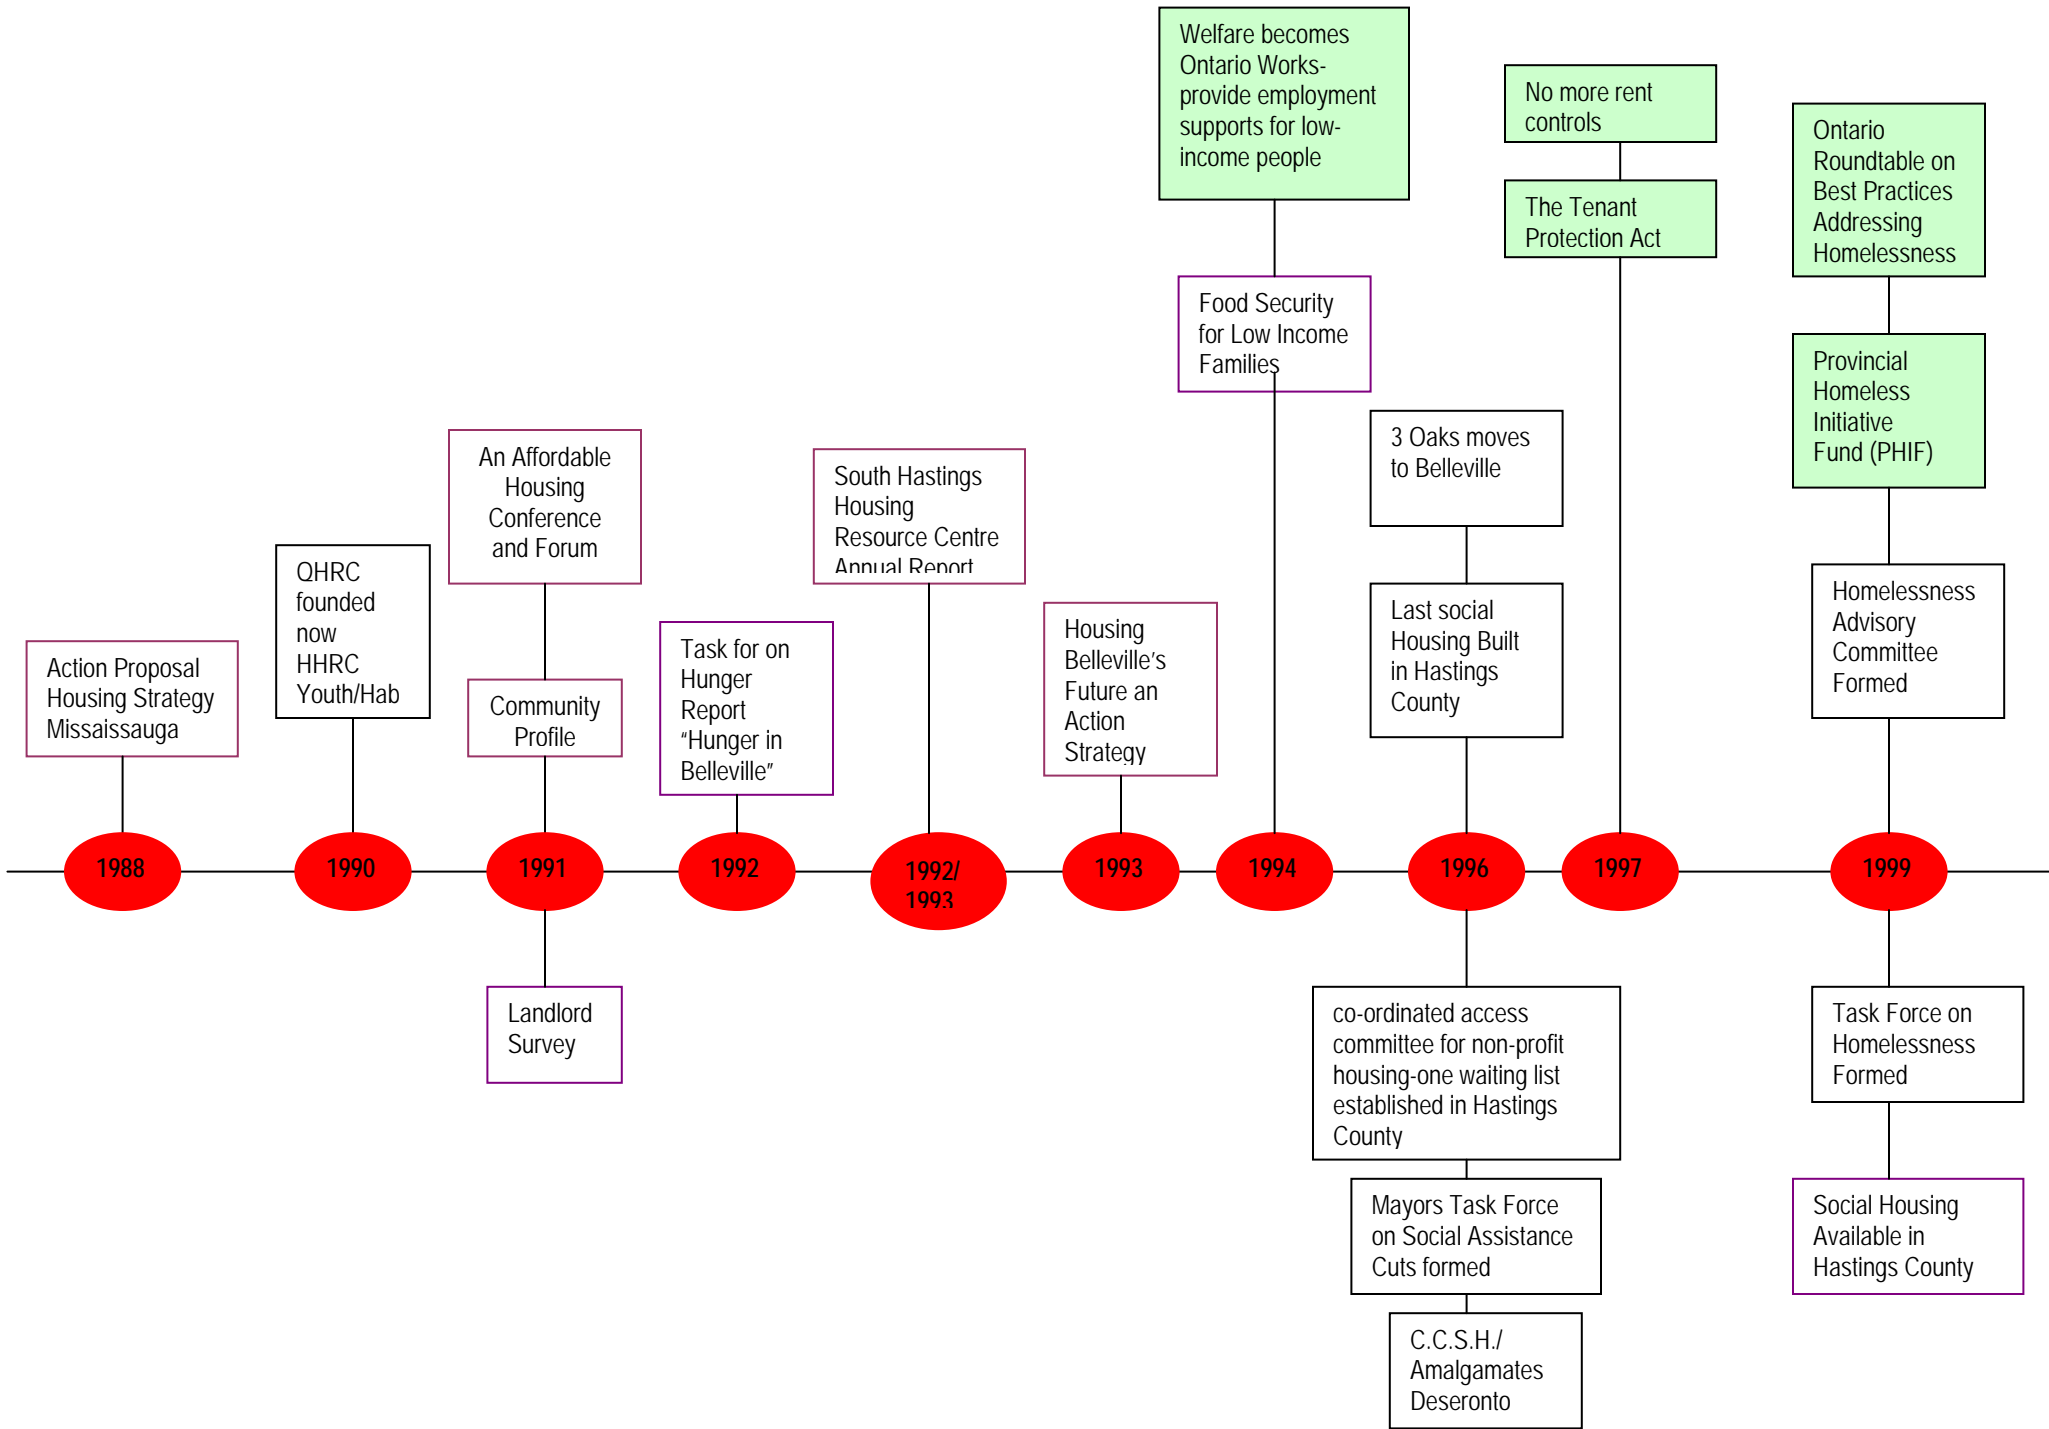 Welfare becomes
Ontario Works-
provide employment
supports for low-
income people
No more rent
controls
The Tenant
Protection Act
Ontario
Roundtable on
Best Practices
Addressing
Homelessness
Food Security
for Low Income
Families
Provincial
Homeless
Initiative
Fund (PHIF)
3 Oaks moves
to Belleville
An Affordable
Housing
Conference
and Forum
South Hastings
Housing
Resource Centre
Annual Report
QHRC
founded
now
HHRC
Youth/Hab
Last social
Housing Built
in Hastings
County
Homelessness
Advisory
Committee
Formed
Housing
Belleville's
Future an
Action
Strategy
Task for on
Hunger
Report
“Hunger in
Belleville”
Action Proposal
Housing Strategy
Missaissauga
Community
Profile
1988
1990
1991
1992
1992/
1993
1993
1994
1996
1997
1999
Landlord
Survey
co-ordinated access
committee for non-profit
housing-one waiting list
established in Hastings
County
Task Force on
Homelessness
Formed
Mayors Task Force
on Social Assistance
Cuts formed
Social Housing
Available in
Hastings County
C.C.S.H./
Amalgamates
Deseronto